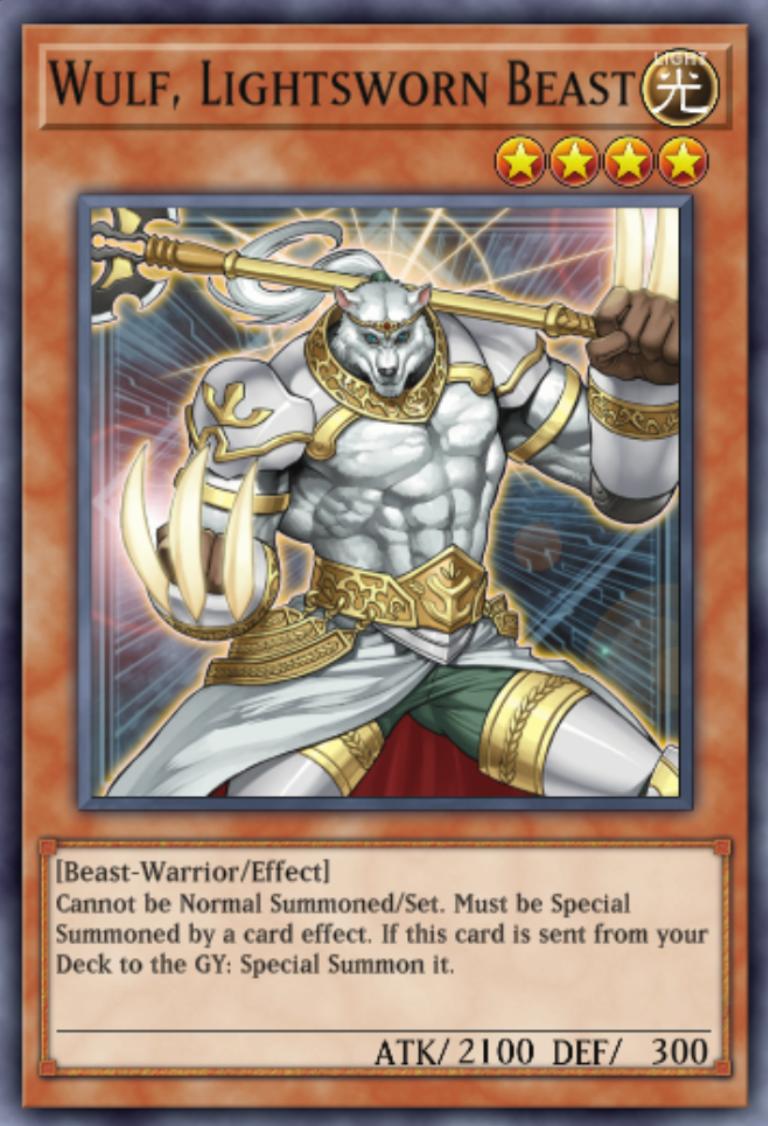 Wulf, Lightsworn Beast
LIGHT
光
[Beast-Warrior/Effect]
Cannot be Normal Summoned/Set. Must be Special
Summoned by a card effect. If this card is sent from your
Deck to the GY: Special Summon it.
ATK/ 2100 DEF/ 300